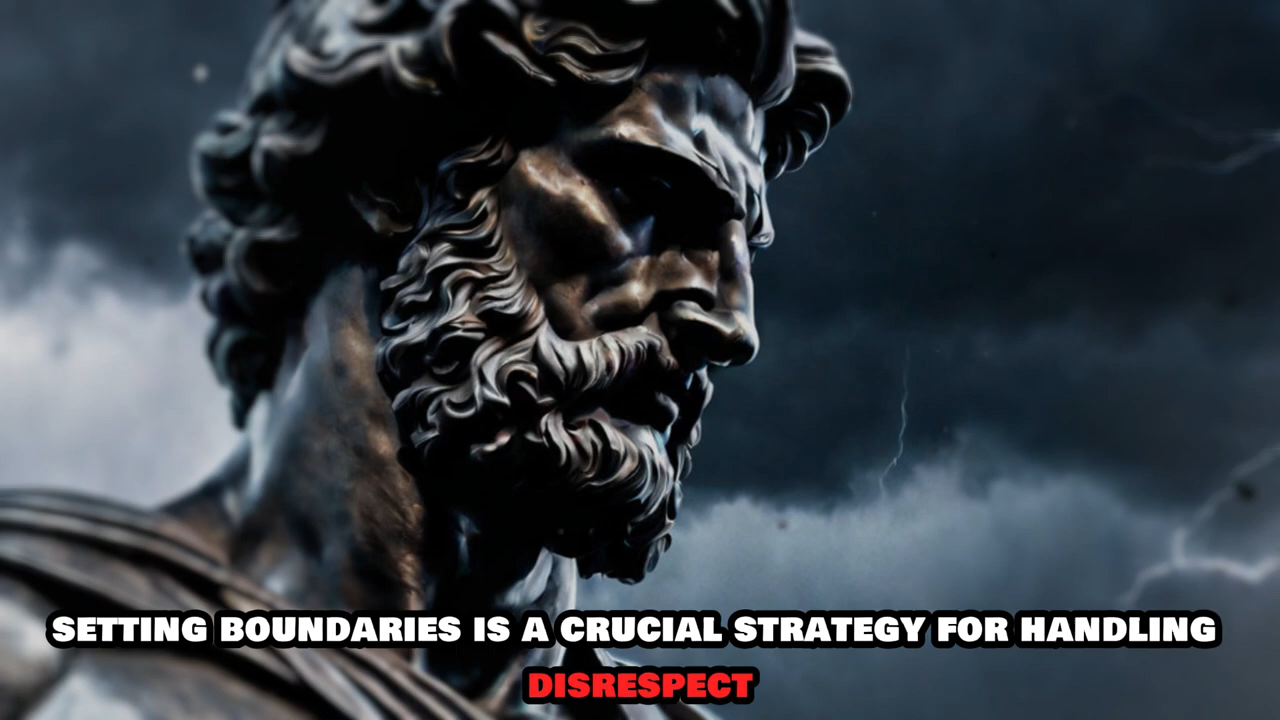 SETTING BOUNDARIES IS A CRUCIAL STRATEGY FOR HANDLING
DISRESPECT